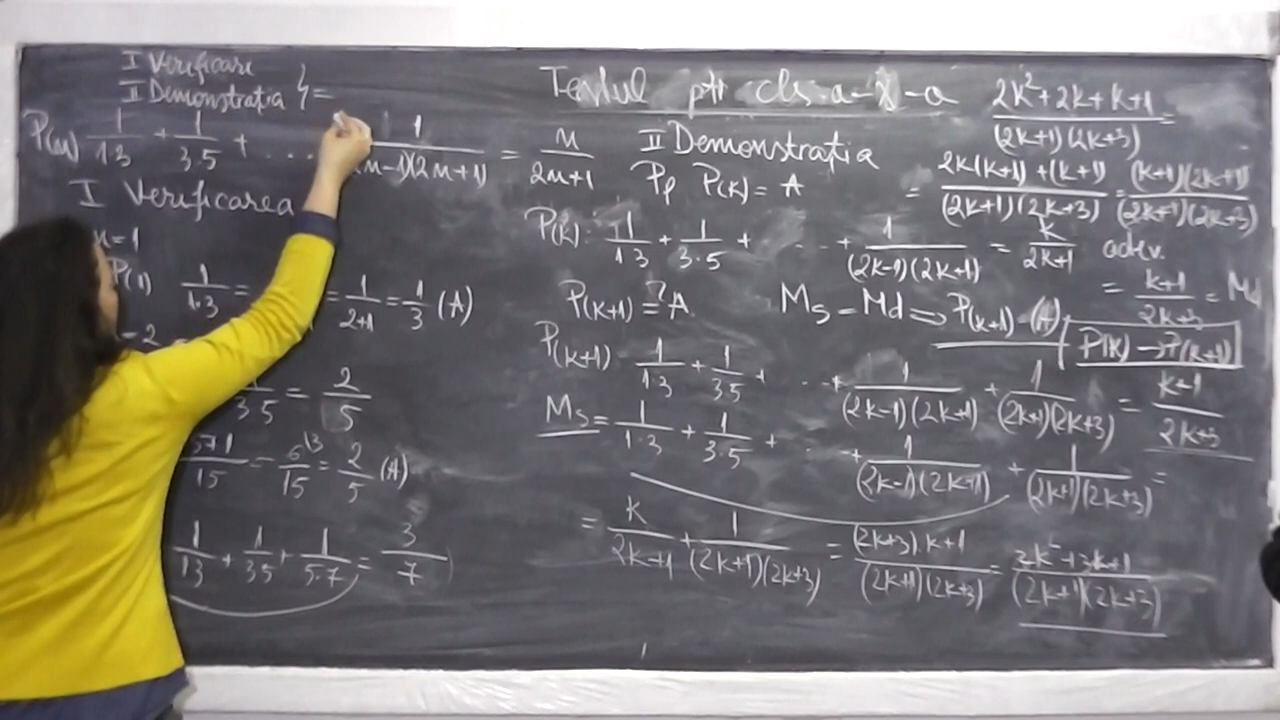 I Verificare
II Demonstrația } =
P(n) 1/1·3 + 1/3·5 + ... 1/(2n-1)(2n+1) = n/2n+1
I Verificarea
n=1
P(1) 1/1·3 = = 1/2+1 = 1/3 (A)
=2
1/3·5 = 2/5
5+1/15 = 6/15 = 2/5 (A)
1/1·3 + 1/3·5 + 1/5·7 = 3/7
Testul ptr cls. a-X-a
II Demonstrația
Pp P(k) = A
P(k): 1/1·3 + 1/3·5 + ... + 1/(2k-1)(2k+1) = k/2k+1 adev.
P(k+1) ?= A
Ms = Md => P(k+1) (A)
P(k+1) 1/1·3 + 1/3·5 + ... + 1/(2k-1)(2k+1) + 1/(2k+1)(2k+3) = k+1/2k+3
Ms = 1/1·3 + 1/3·5 + ... + 1/(2k-1)(2k+1) + 1/(2k+1)(2k+3) =
= k/2k+1 + 1/(2k+1)(2k+3) = (2k+3)·k+1/(2k+1)(2k+3) = 2k²+3k+1/(2k+1)(2k+3)
2k²+2k+k+1/(2k+1)(2k+3) =
= 2k(k+1)+(k+1)/(2k+1)(2k+3) = (k+1)(2k+1)/(2k+1)(2k+3)
= k+1/2k+3 = Md
P(k) → P(k+1)